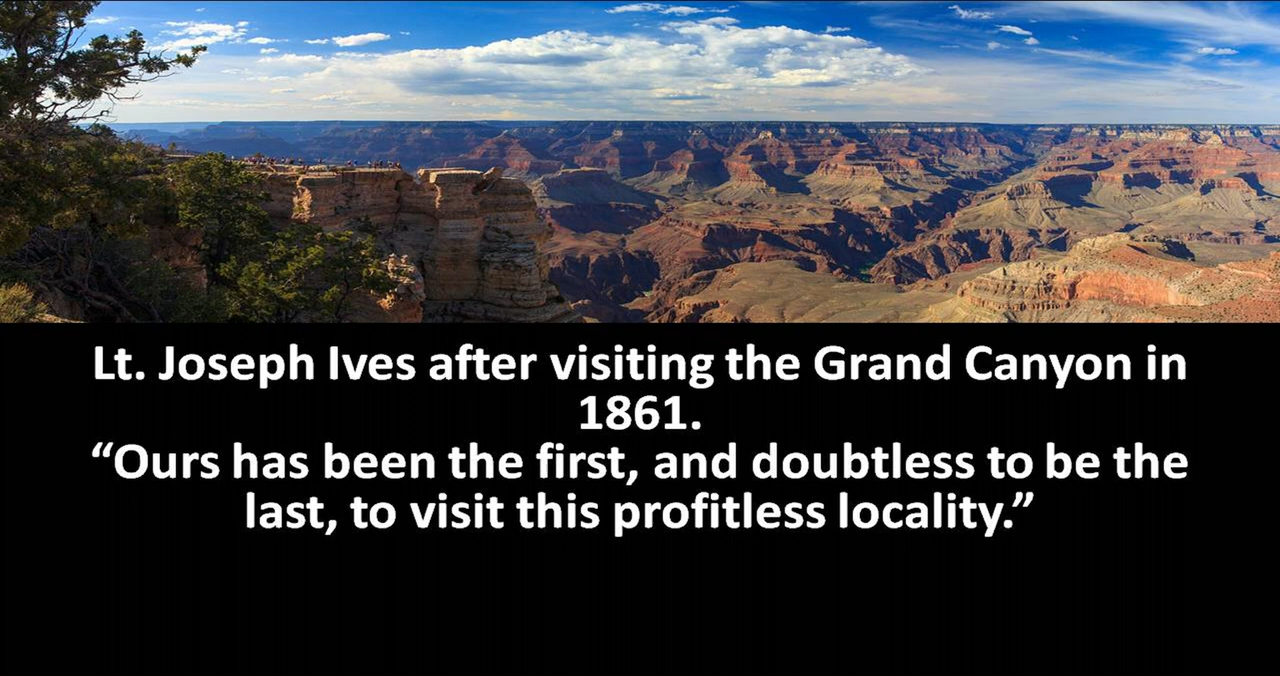 Lt. Joseph Ives after visiting the Grand Canyon in
1861.
“Ours has been the first, and doubtless to be the
last, to visit this profitless locality.”